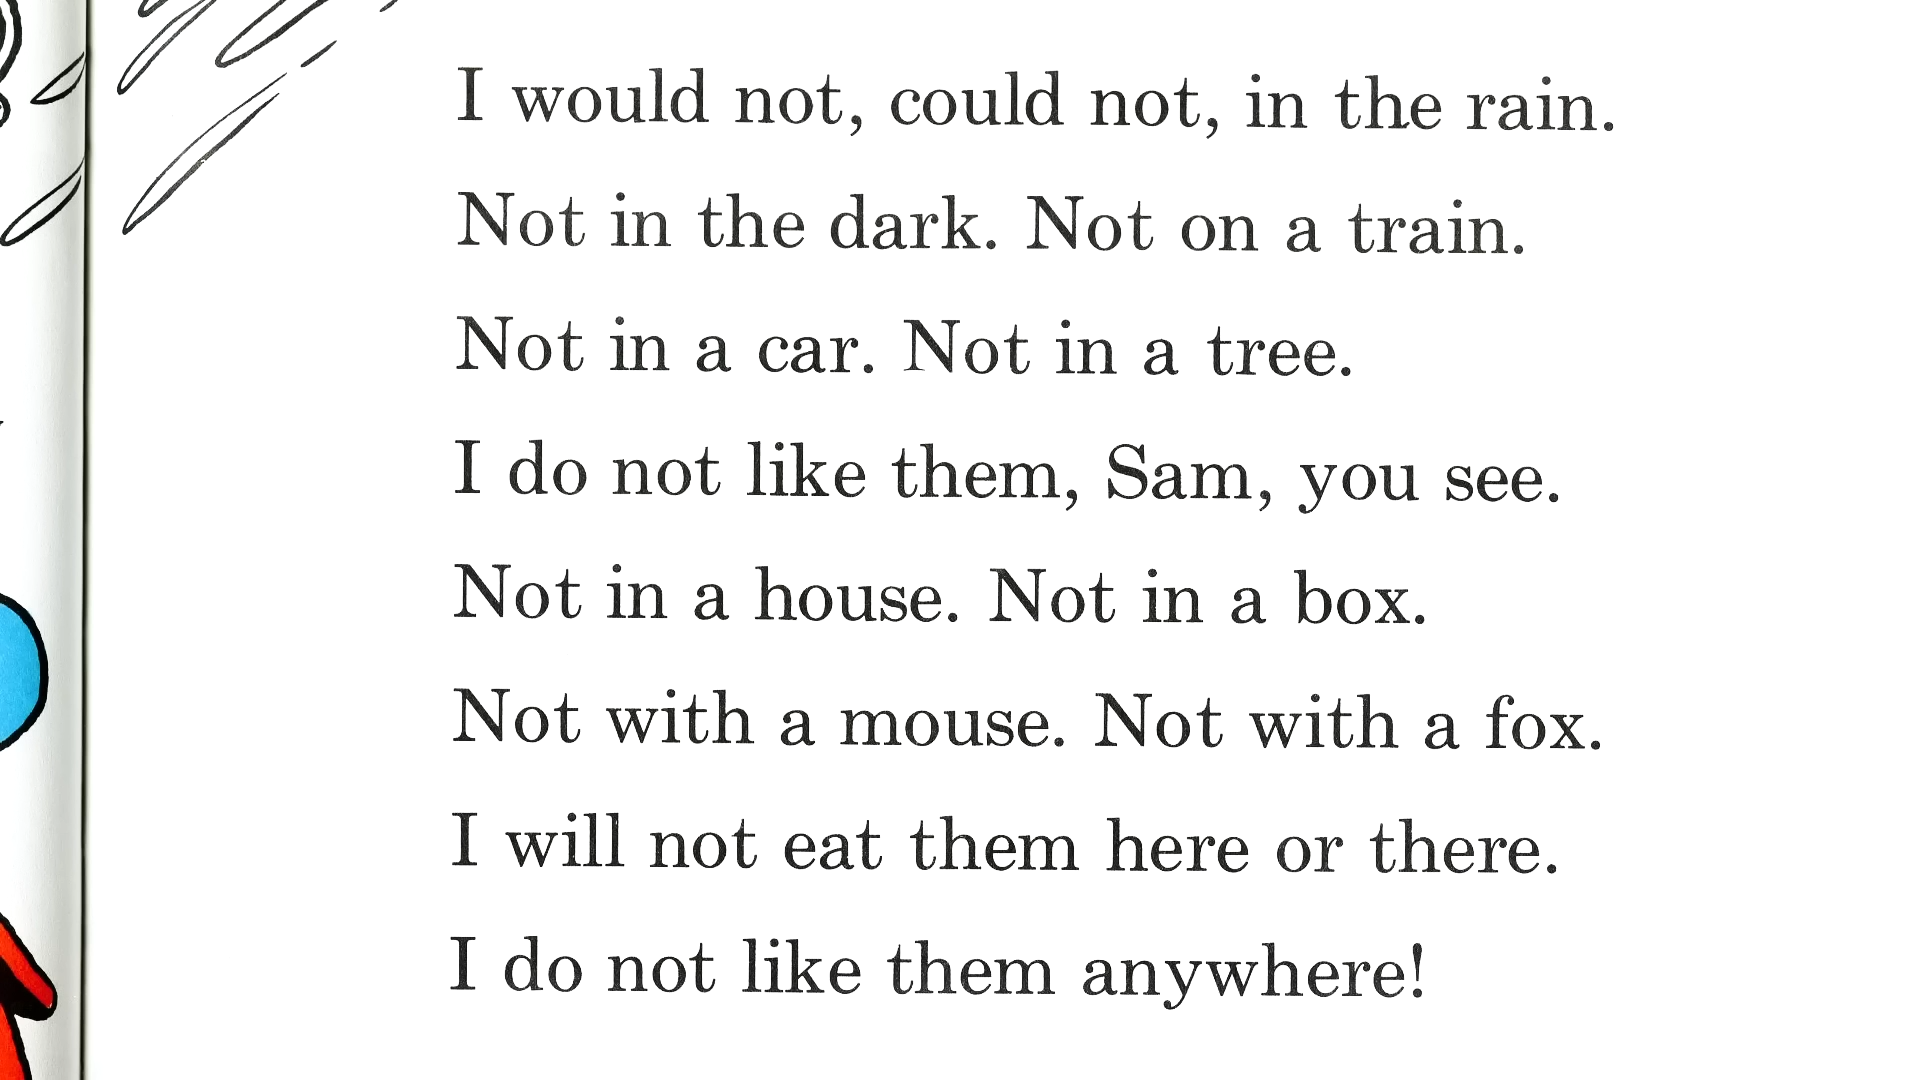 I would not, could not, in the rain.
Not in the dark. Not on a train.
Not in a car. Not in a tree.
I do not like them, Sam, you see.
Not in a house. Not in a box.
Not with a mouse. Not with a fox.
I will not eat them here or there.
I do not like them anywhere!